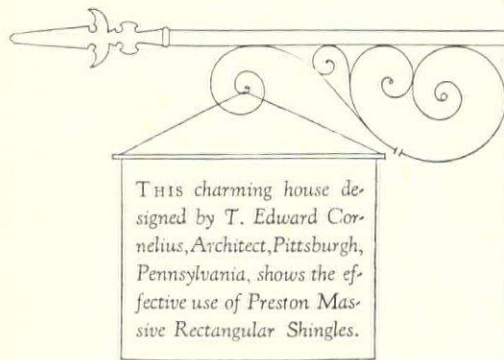 THIS charming house de-
signed by T. Edward Cor-
nelius, Architect, Pittsburgh,
Pennsylvania, shows the ef-
fective use of Preston Mas-
sive Rectangular Shingles.